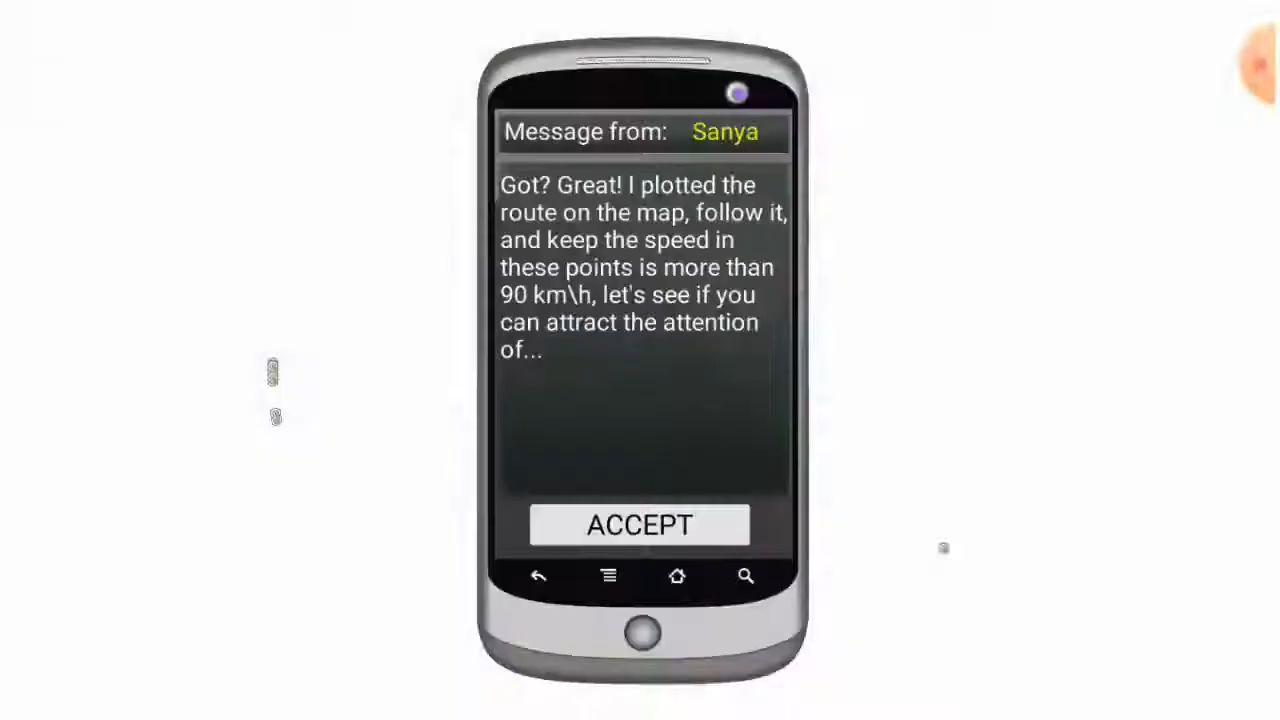 Message from: Sanya
Got? Great! I plotted the
route on the map, follow it,
and keep the speed in
these points is more than
90 km\h, let's see if you
can attract the attention
of...
ACCEPT